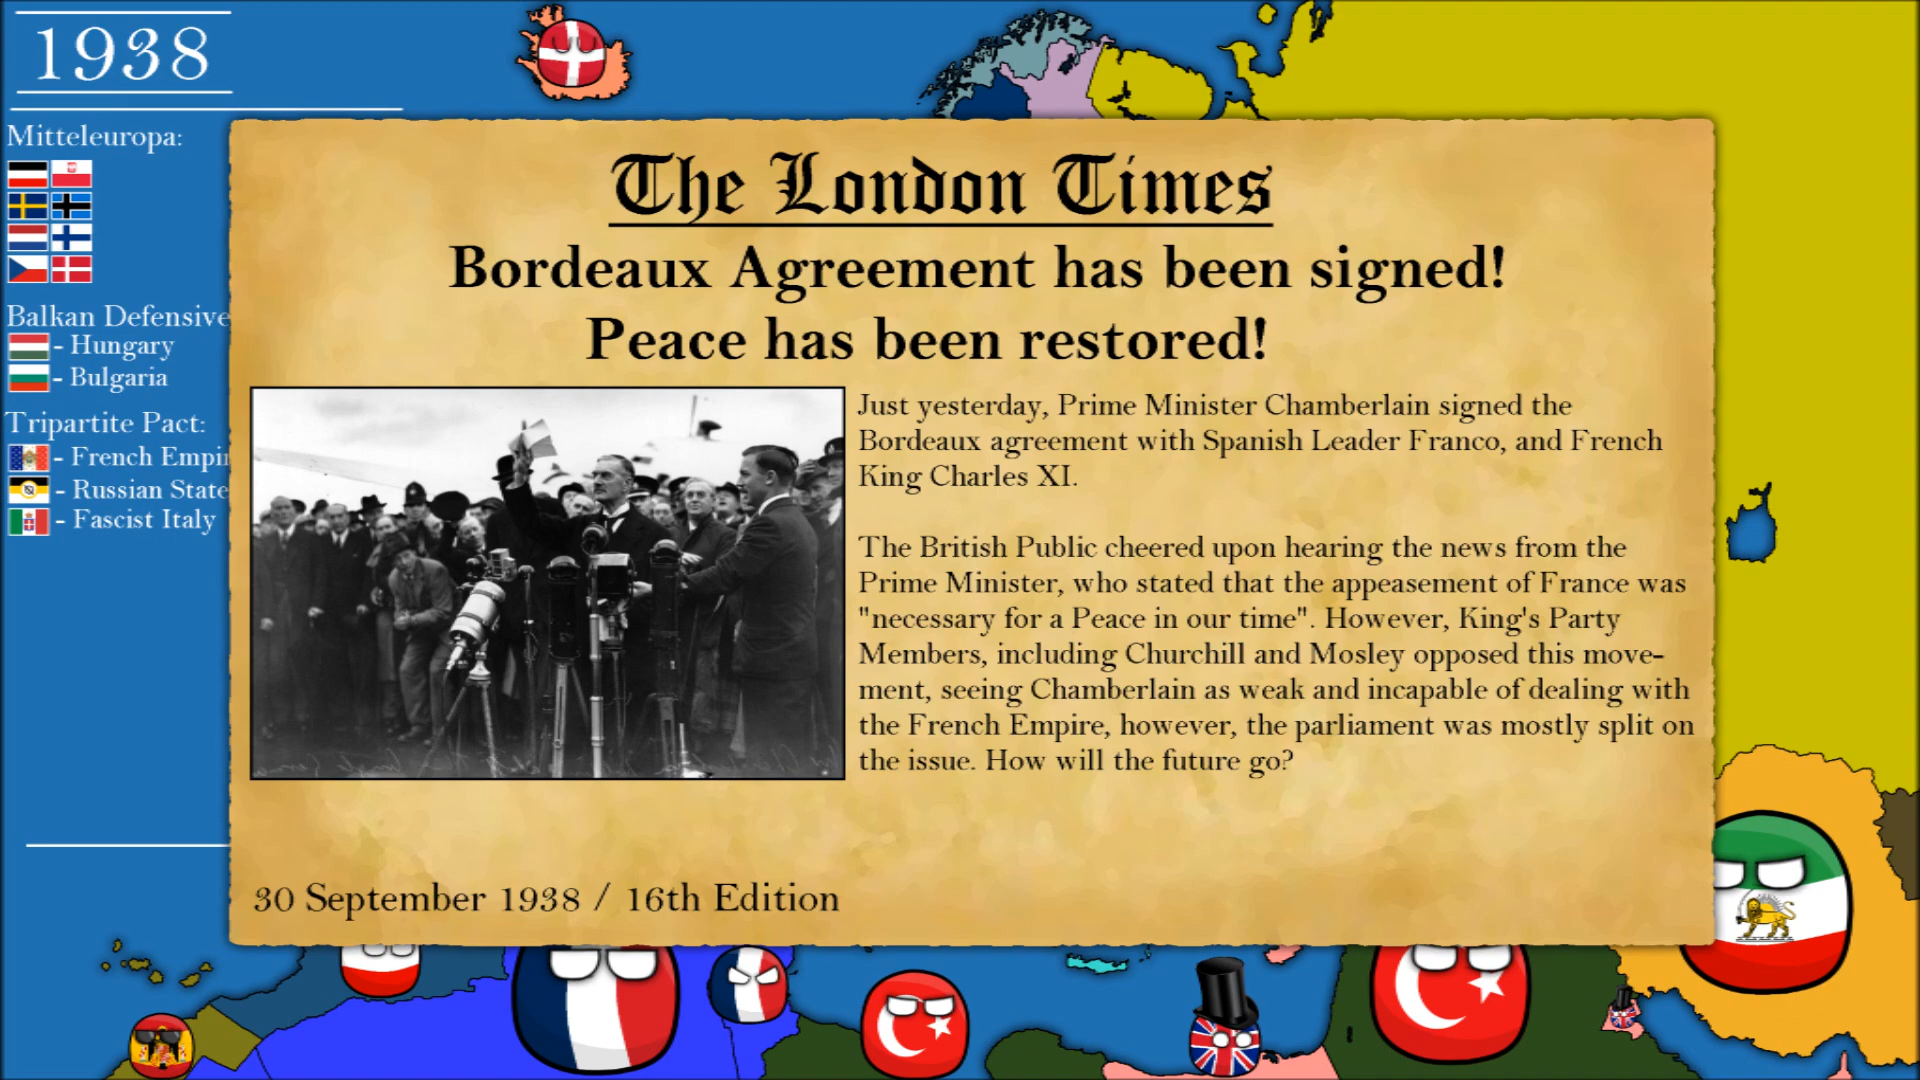 1938
Mitteleuropa:
Balkan Defensive
- Hungary
- Bulgaria
Tripartite Pact:
- French Empi
- Russian State
- Fascist Italy
The London Times
Bordeaux Agreement has been signed!
Peace has been restored!
Just yesterday, Prime Minister Chamberlain signed the
Bordeaux agreement with Spanish Leader Franco, and French
King Charles XI.
The British Public cheered upon hearing the news from the
Prime Minister, who stated that the appeasement of France was
"necessary for a Peace in our time". However, King's Party
Members, including Churchill and Mosley opposed this move-
ment, seeing Chamberlain as weak and incapable of dealing with
the French Empire, however, the parliament was mostly split on
the issue. How will the future go?
30 September 1938 / 16th Edition